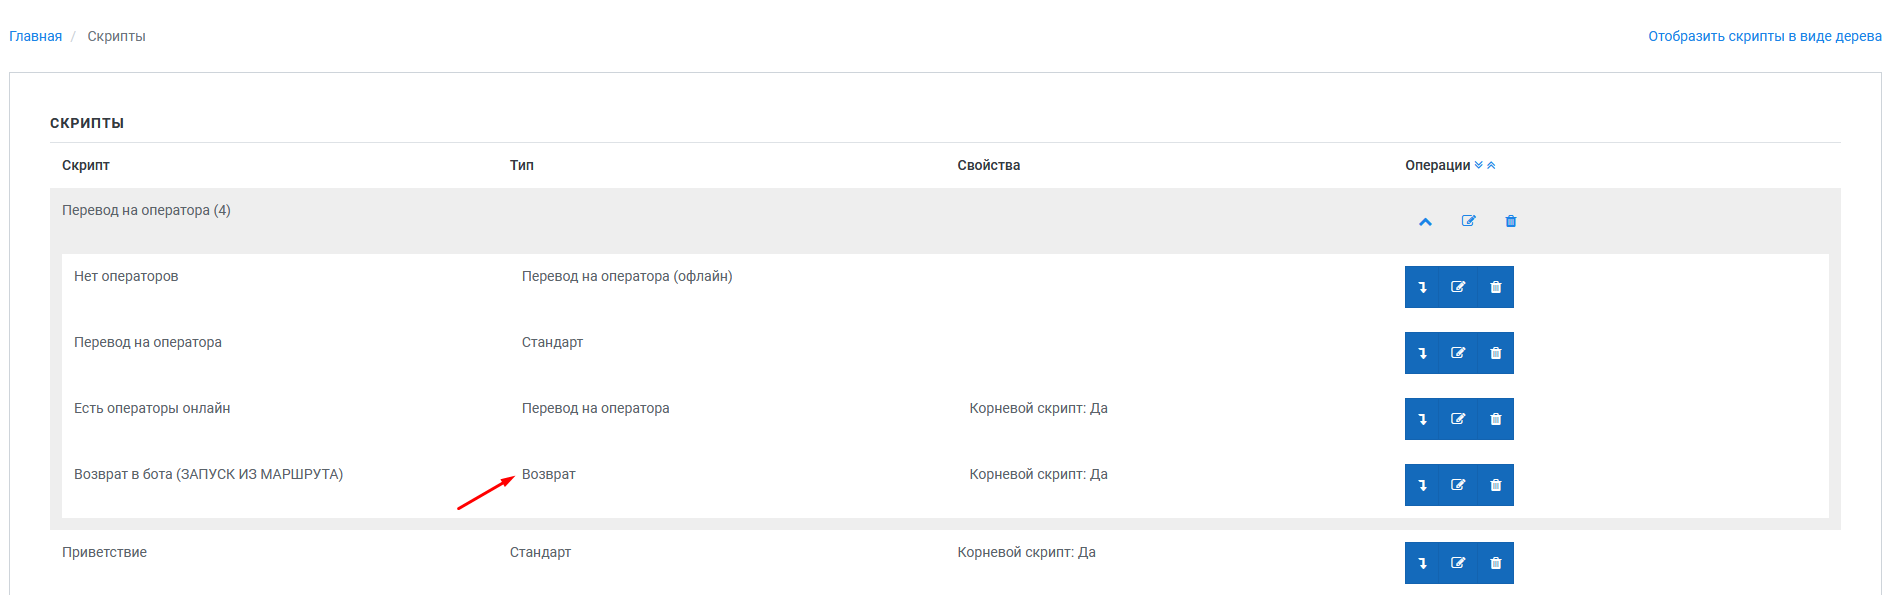 Главная / Скрипты Отобразить скрипты в виде дерева
СКРИПТЫ
Скрипт Тип Свойства Операции
Перевод на оператора (4)
Нет операторов Перевод на оператора (офлайн)
Перевод на оператора Стандарт
Есть операторы онлайн Перевод на оператора Корневой скрипт: Да
Возврат в бота (ЗАПУСК ИЗ МАРШРУТА) Возврат Корневой скрипт: Да
Приветствие Стандарт Корневой скрипт: Да